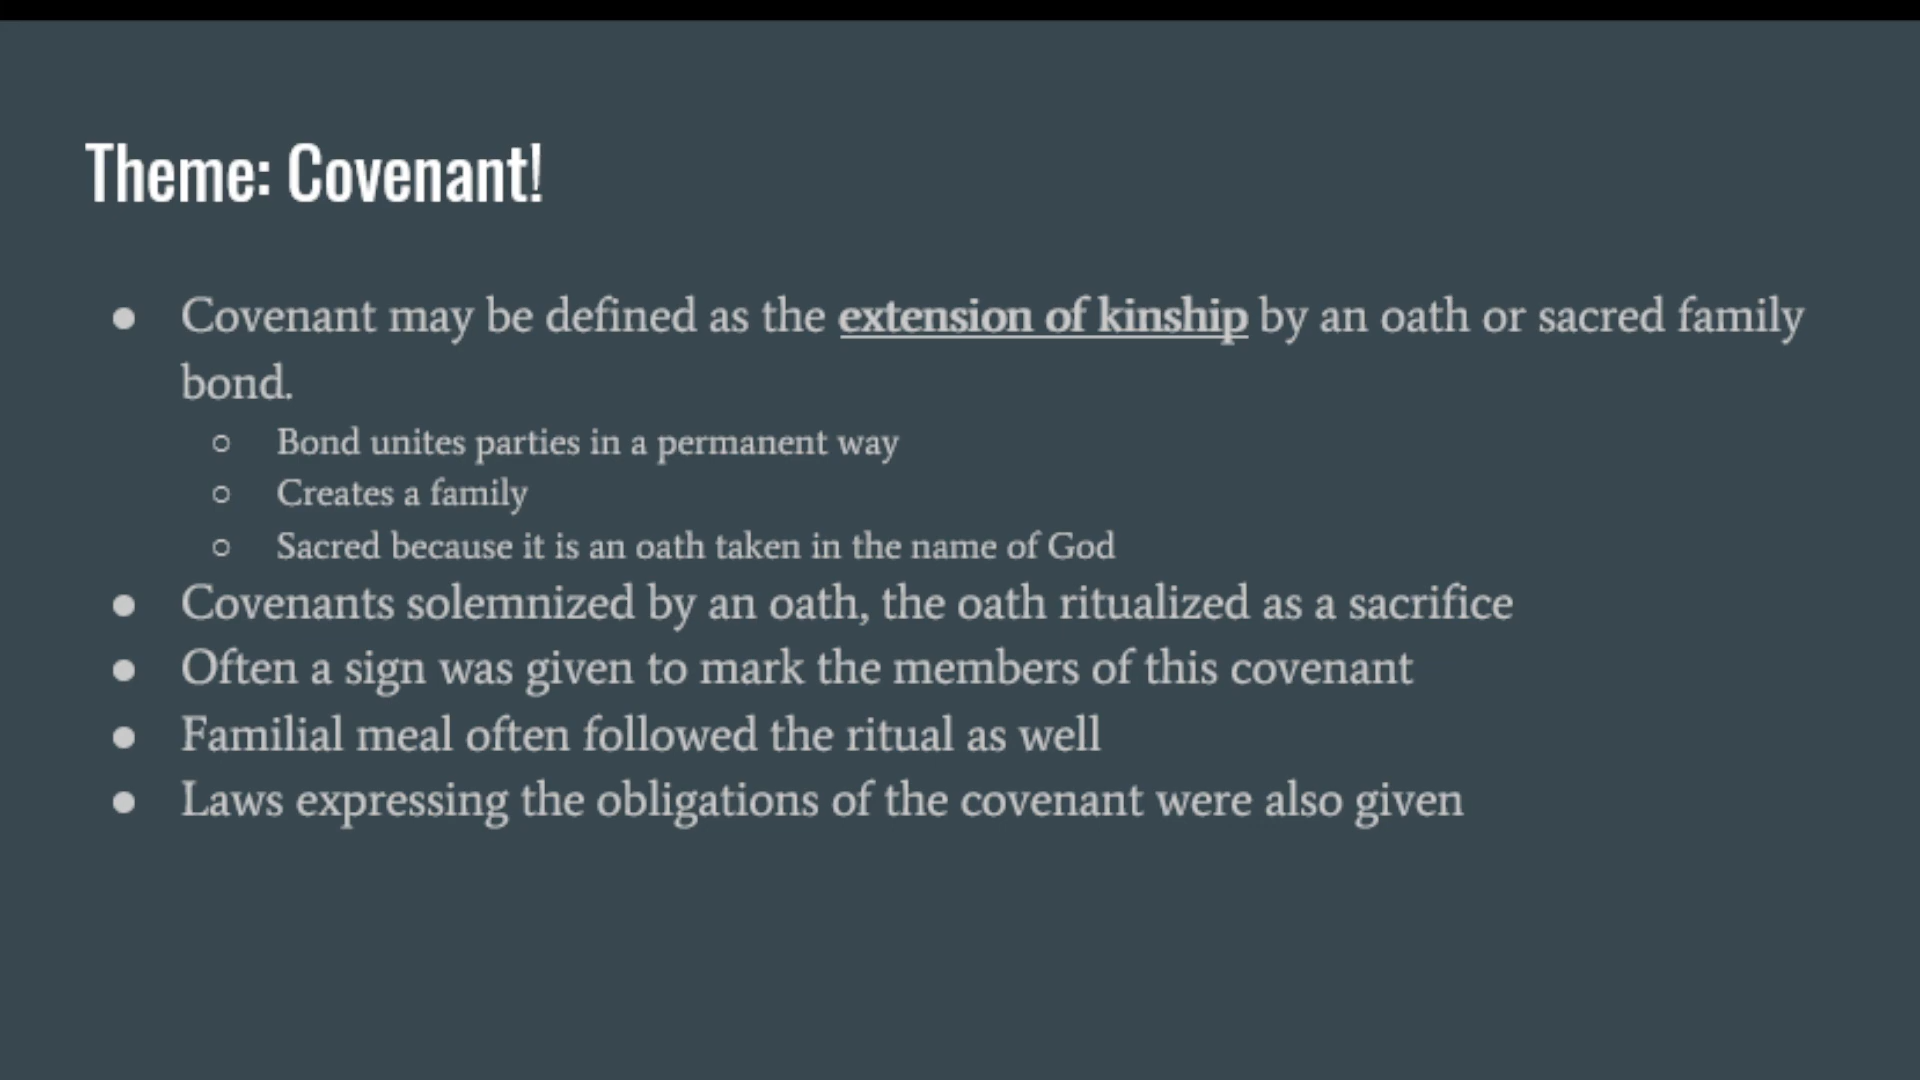 Theme: Covenant!
● Covenant may be defined as the extension of kinship by an oath or sacred family
bond.
○ Bond unites parties in a permanent way
○ Creates a family
○ Sacred because it is an oath taken in the name of God
● Covenants solemnized by an oath, the oath ritualized as a sacrifice
● Often a sign was given to mark the members of this covenant
● Familial meal often followed the ritual as well
● Laws expressing the obligations of the covenant were also given